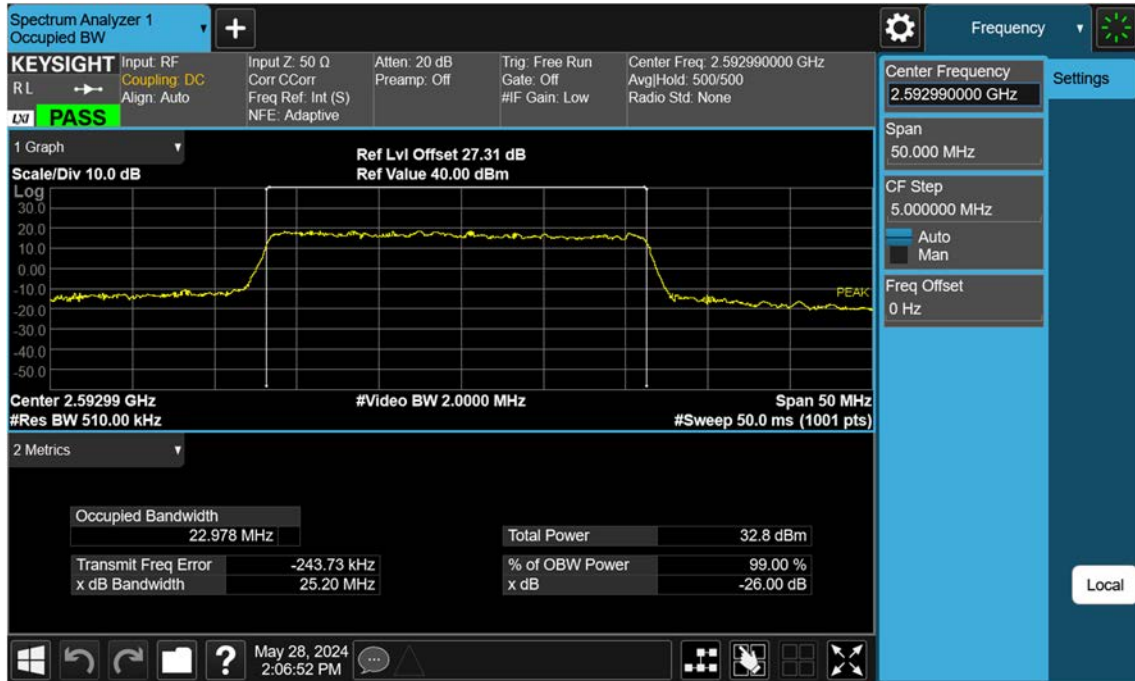 Spectrum Analyzer 1
Occupied BW
Frequency
KEYSIGHT
RL
LXI PASS
Input: RF
Coupling: DC
Align: Auto
Input Z: 50 Ω
Corr CCorr
Freq Ref: Int (S)
NFE: Adaptive
Atten: 20 dB
Preamp: Off
Trig: Free Run
Gate: Off
#IF Gain: Low
Center Freq: 2.592990000 GHz
Avg|Hold: 500/500
Radio Std: None
1 Graph
Scale/Div 10.0 dB
Ref Lvl Offset 27.31 dB
Ref Value 40.00 dBm
Log
30.0
20.0
10.0
0.00
-10.0
-20.0
-30.0
-40.0
-50.0
PEAK
Center 2.59299 GHz
#Video BW 2.0000 MHz
Span 50 MHz
#Res BW 510.00 kHz
#Sweep 50.0 ms (1001 pts)
2 Metrics
Occupied Bandwidth
22.978 MHz
Total Power 32.8 dBm
Transmit Freq Error -243.73 kHz
% of OBW Power 99.00 %
x dB Bandwidth 25.20 MHz
x dB -26.00 dB
?
May 28, 2024
2:06:52 PM
Center Frequency
2.592990000 GHz
Settings
Span
50.000 MHz
CF Step
5.000000 MHz
Auto
Man
Freq Offset
0 Hz
Local